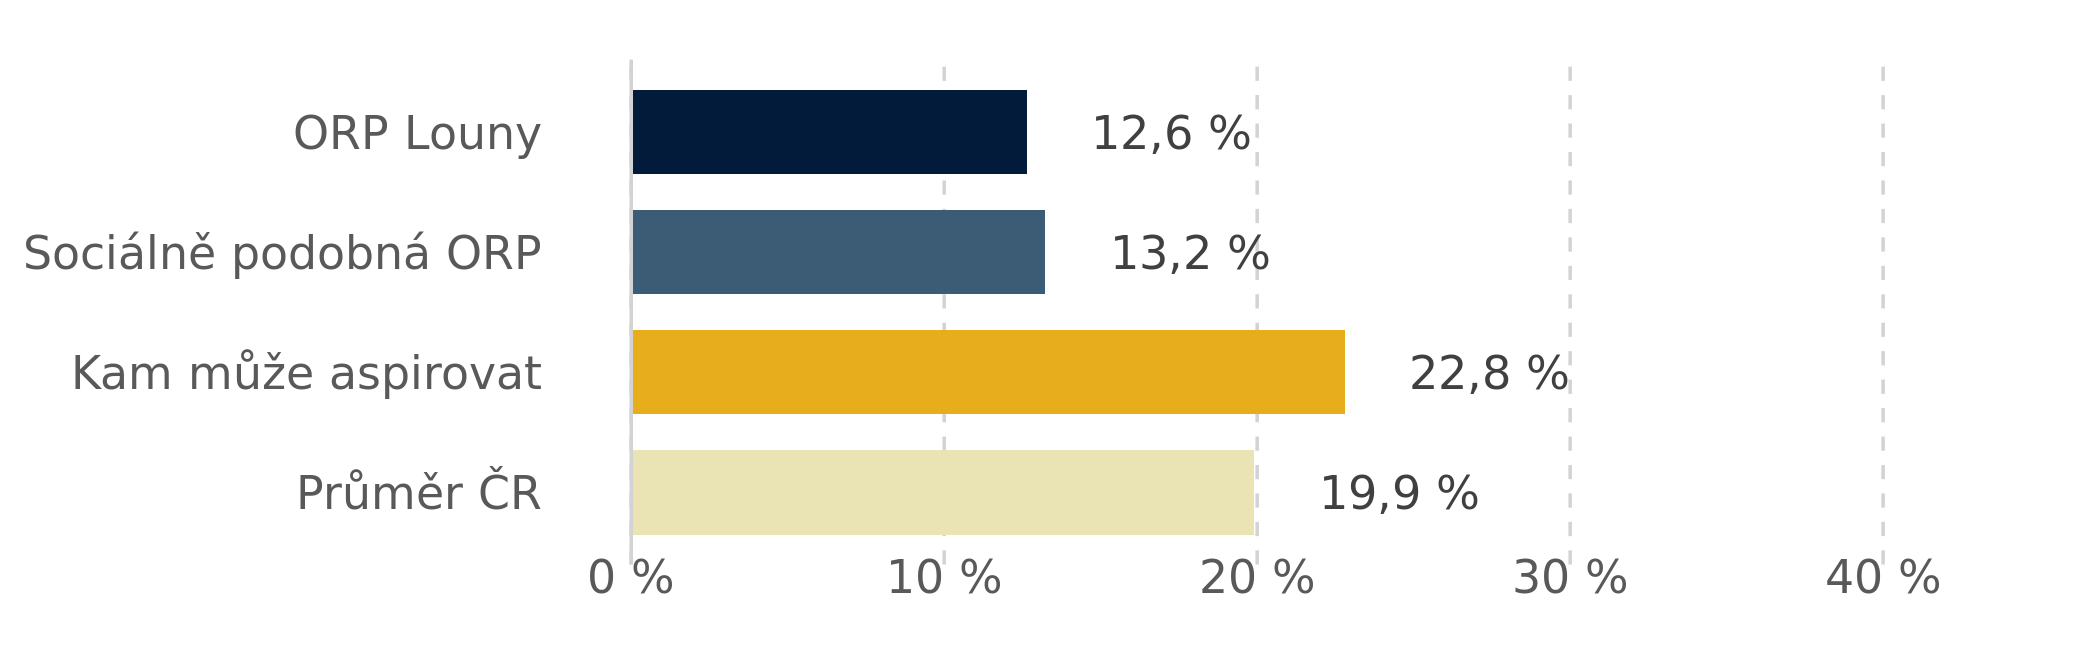 ORP Louny 12,6 %
Sociálně podobná ORP 13,2 %
Kam může aspirovat 22,8 %
Průměr ČR 19,9 %
0 % 10 % 20 % 30 % 40 %